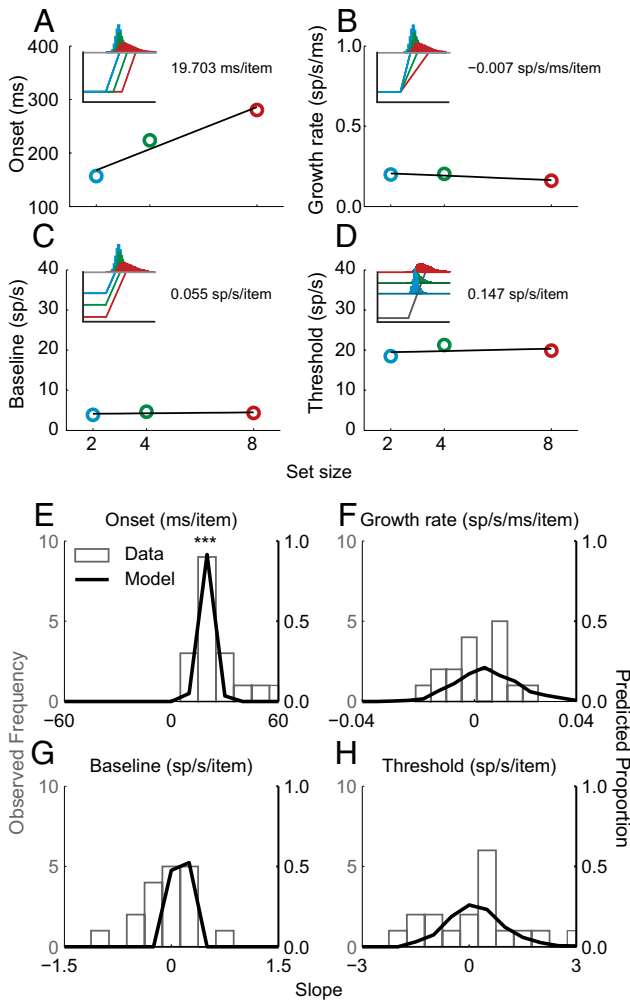 A
B
400
300
200
100
Onset (ms)
19.703 ms/item
1.0
0.5
0.0
Growth rate (sp/s/ms)
−0.007 sp/s/ms/item
C
D
40
30
20
10
0
Baseline (sp/s)
0.055 sp/s/item
2
4
8
40
30
20
10
0
Threshold (sp/s)
0.147 sp/s/item
2
4
8
Set size
E
Onset (ms/item)
F
Growth rate (sp/s/ms/item)
***
Data
Model
10
5
0
1.0
0.5
0.0
−60
0
60
10
5
0
1.0
0.5
0.0
−0.04
0
0.04
Observed Frequency
Predicted Proportion
G
Baseline (sp/s/item)
H
Threshold (sp/s/item)
10
5
0
1.0
0.5
0.0
−1.5
0
1.5
10
5
0
1.0
0.5
0.0
−3
0
3
Slope